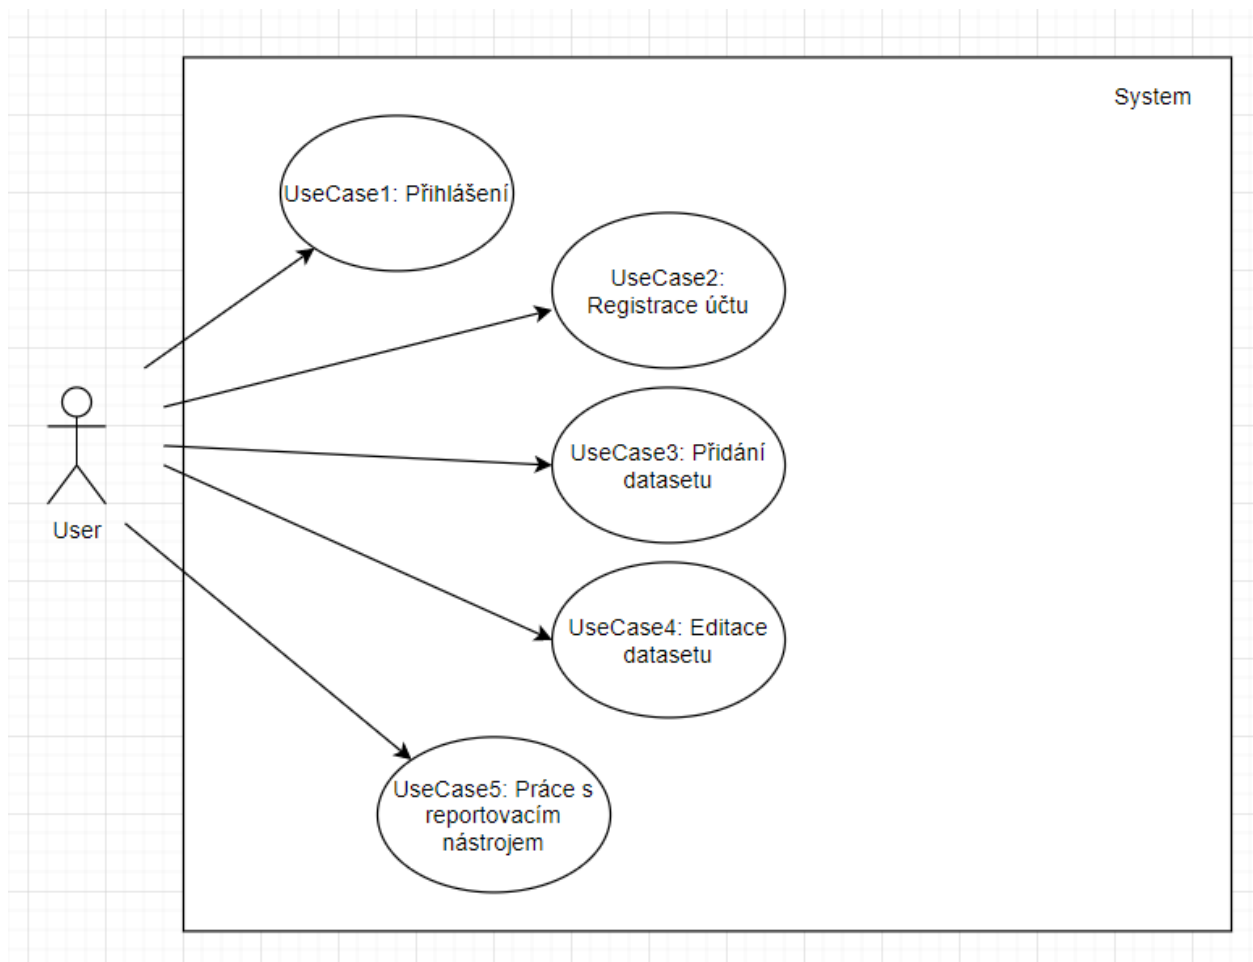 System
UseCase1: Přihlášení
UseCase2:
Registrace účtu
UseCase3: Přidání
datasetu
User
UseCase4: Editace
datasetu
UseCase5: Práce s
reportovacím
nástrojem